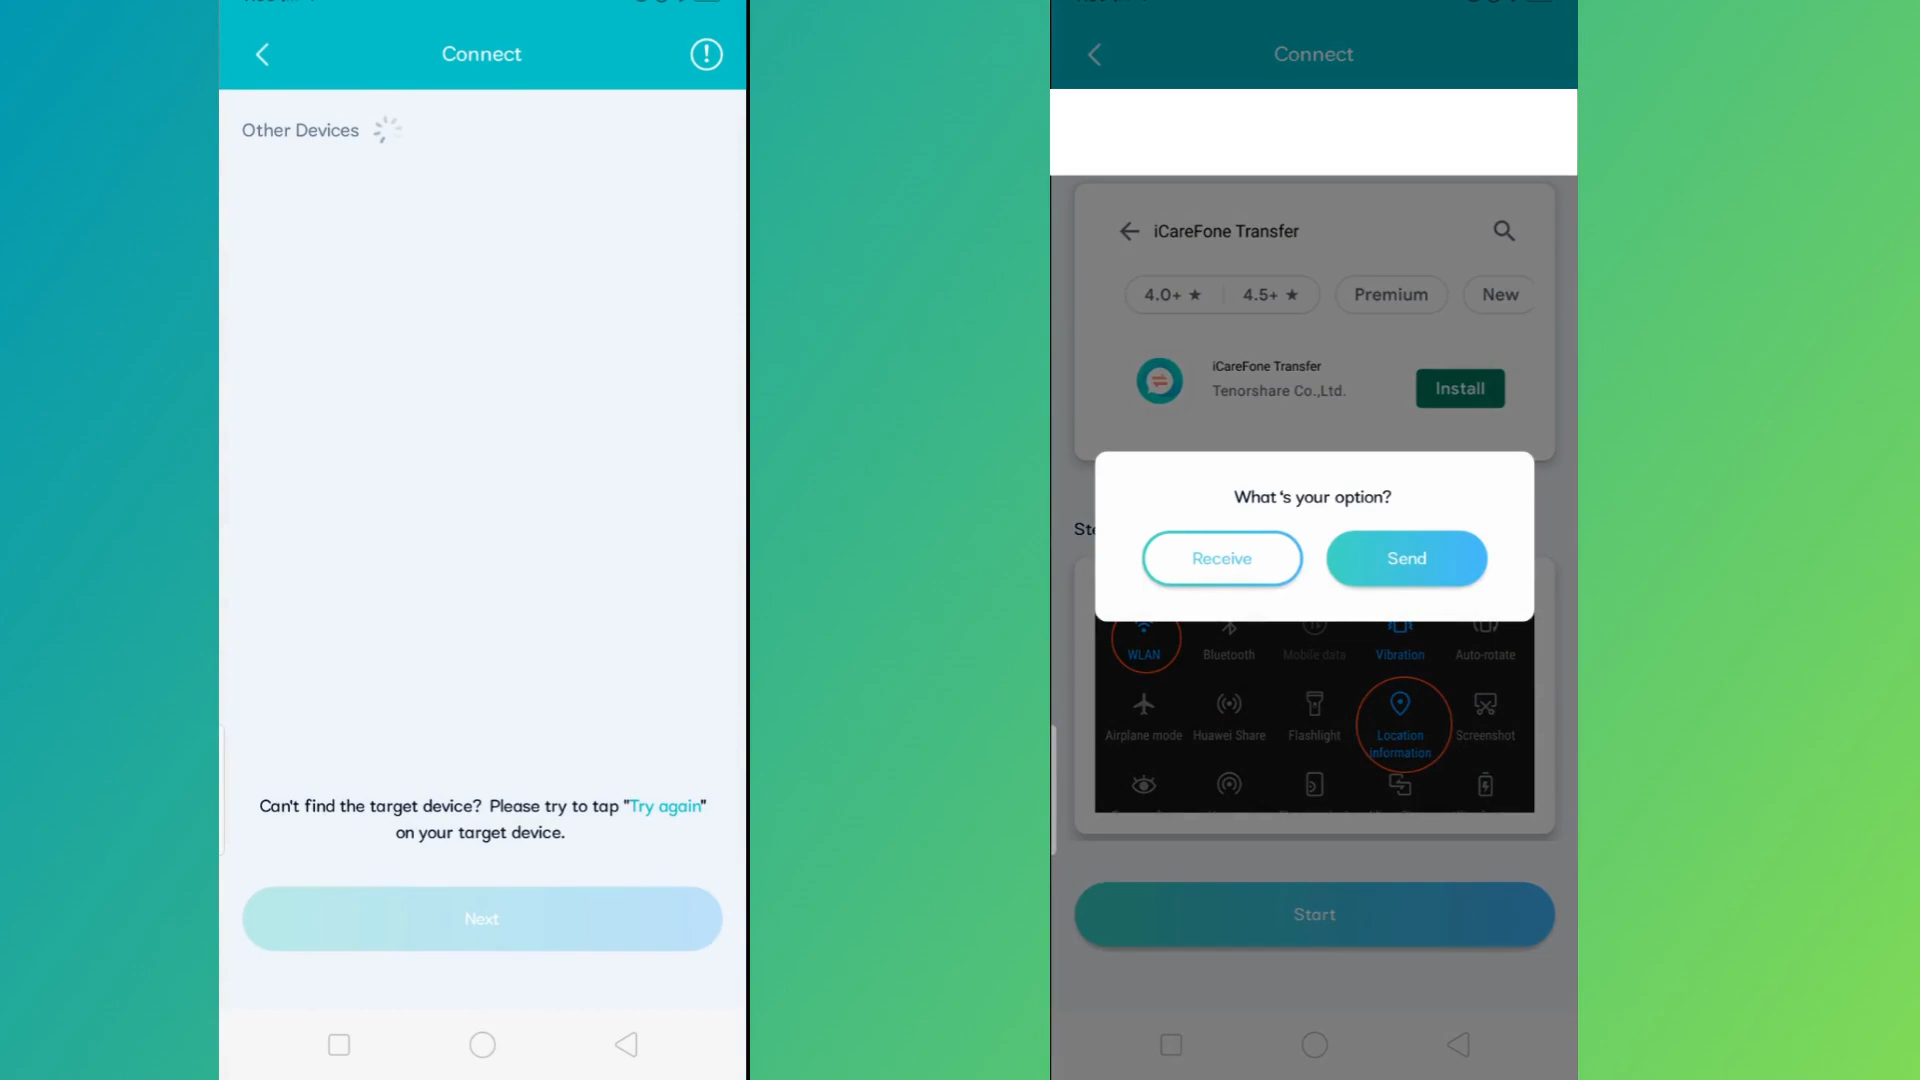 Connect
Other Devices
Can't find the target device? Please try to tap "Try again"
on your target device.
Next
Connect
iCareFone Transfer
4.0+ ★ 4.5+ ★ Premium New
iCareFone Transfer
Tenorshare Co.,Ltd.
Install
What's your option?
Receive Send
WLAN Bluetooth Mobile data Vibration Auto-rotate
Airplane mode Huawei Share Flashlight Location information Screenshot
Start